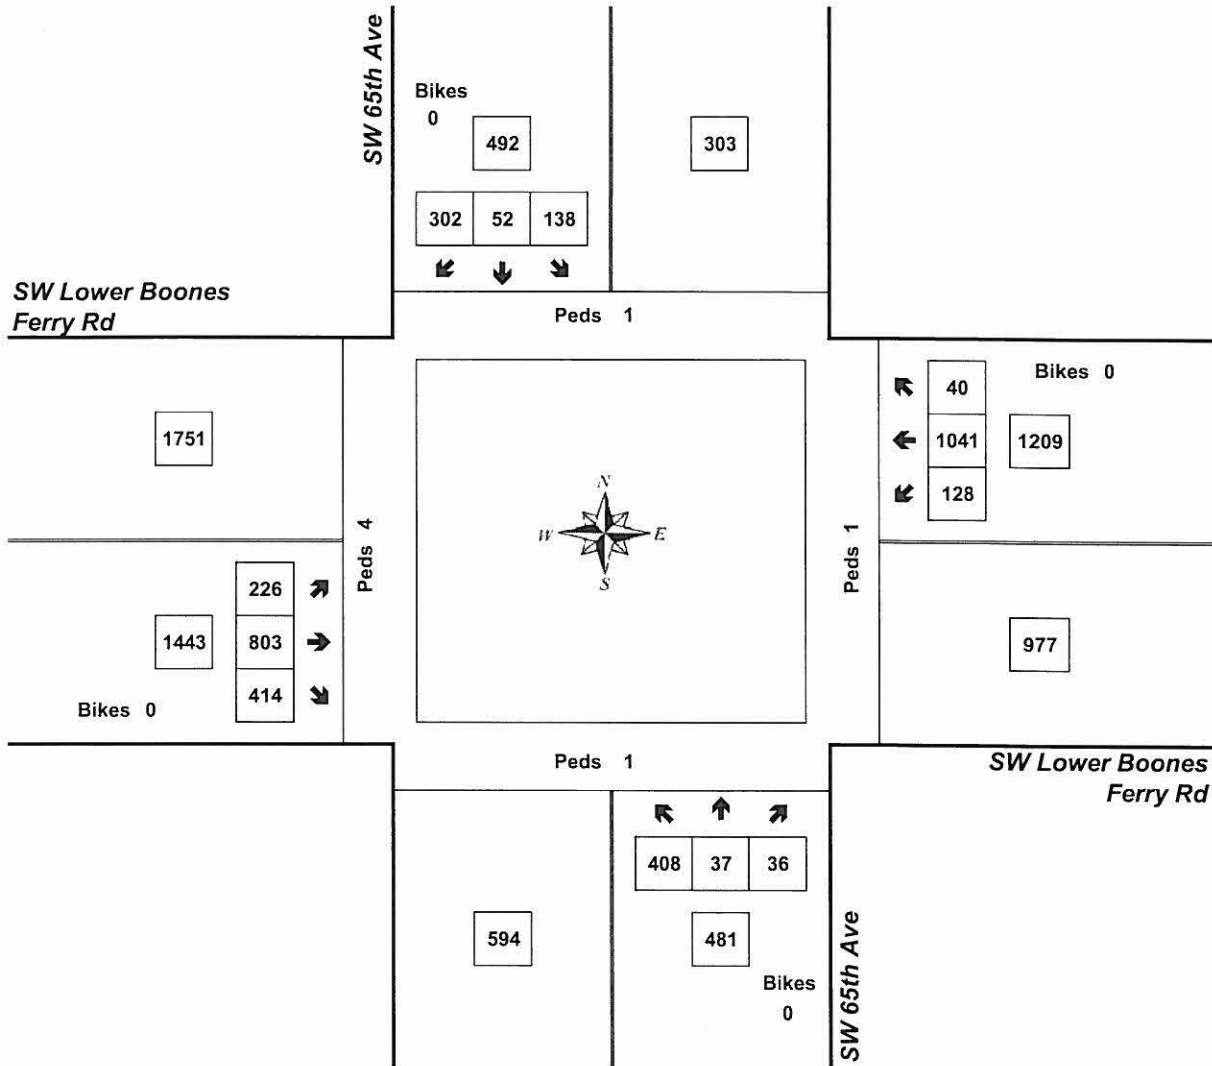 SW 65th Ave
Bikes
0
492
303
302 52 138
SW Lower Boones
Ferry Rd
Peds 1
1751
40
1041
128
1209
Bikes 0
N
W E
S
Peds 4
Peds 1
226
803
414
1443
Bikes 0
977
Peds 1
SW Lower Boones
Ferry Rd
408 37 36
594
481
Bikes
0
SW 65th Ave